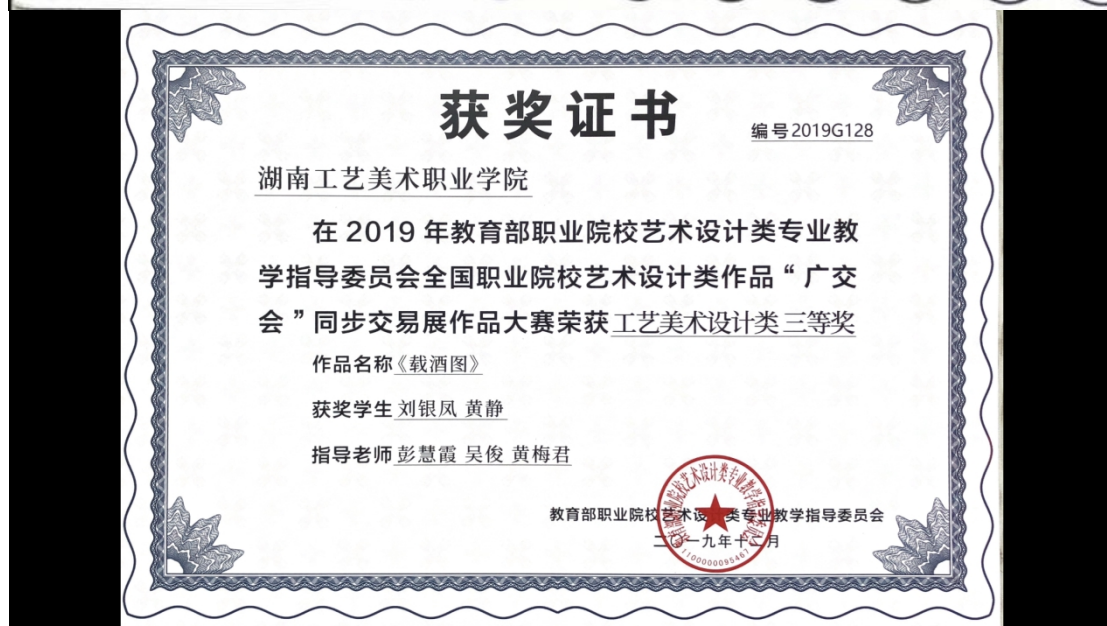 获奖证书
编号2019G128
湖南工艺美术职业学院
在2019年教育部职业院校艺术设计类专业教
学指导委员会全国职业院校艺术设计类作品“广交
会”同步交易展作品大赛荣获工艺美术设计类 三等奖
作品名称《载酒图》
获奖学生 刘银凤 黄静
指导老师 彭慧霞 吴俊 黄梅君
教育部职业院校艺术设计类专业教学指导委员会
二〇一九年十二月
1100000095467